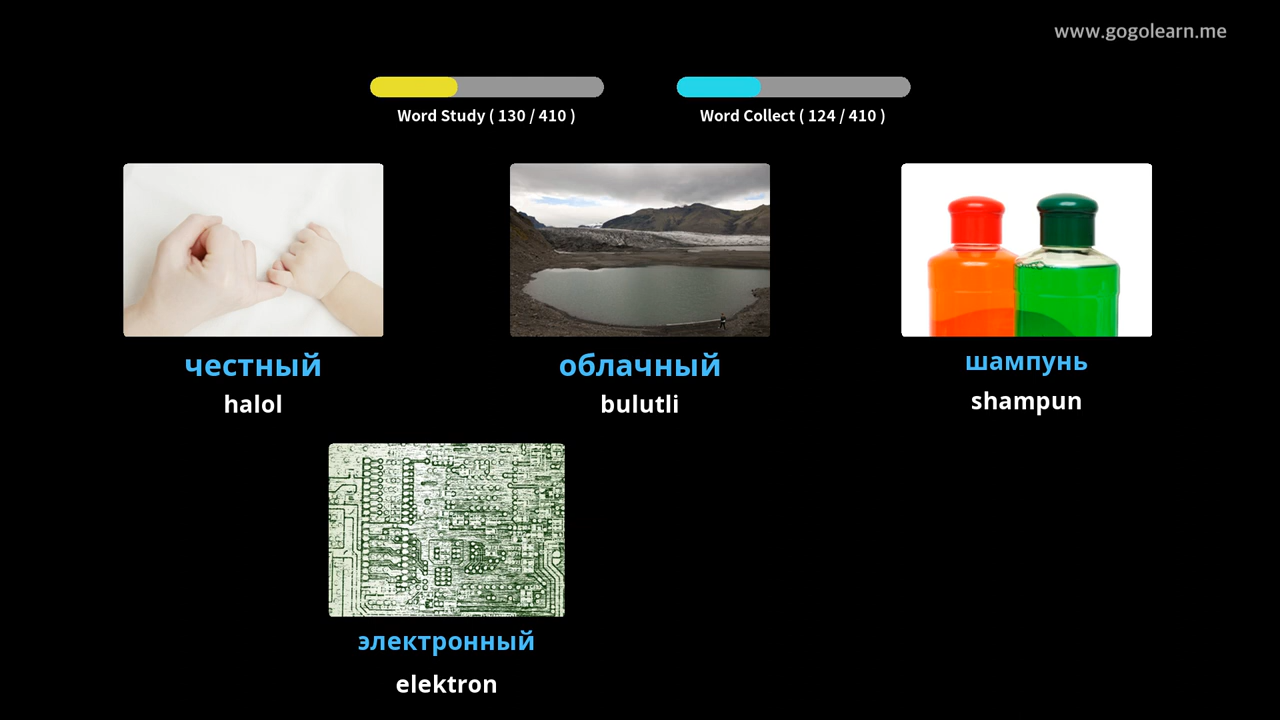 www.gogolearn.me
Word Study ( 130 / 410 )
Word Collect ( 124 / 410 )
честный
halol
облачный
bulutli
шампунь
shampun
электронный
elektron